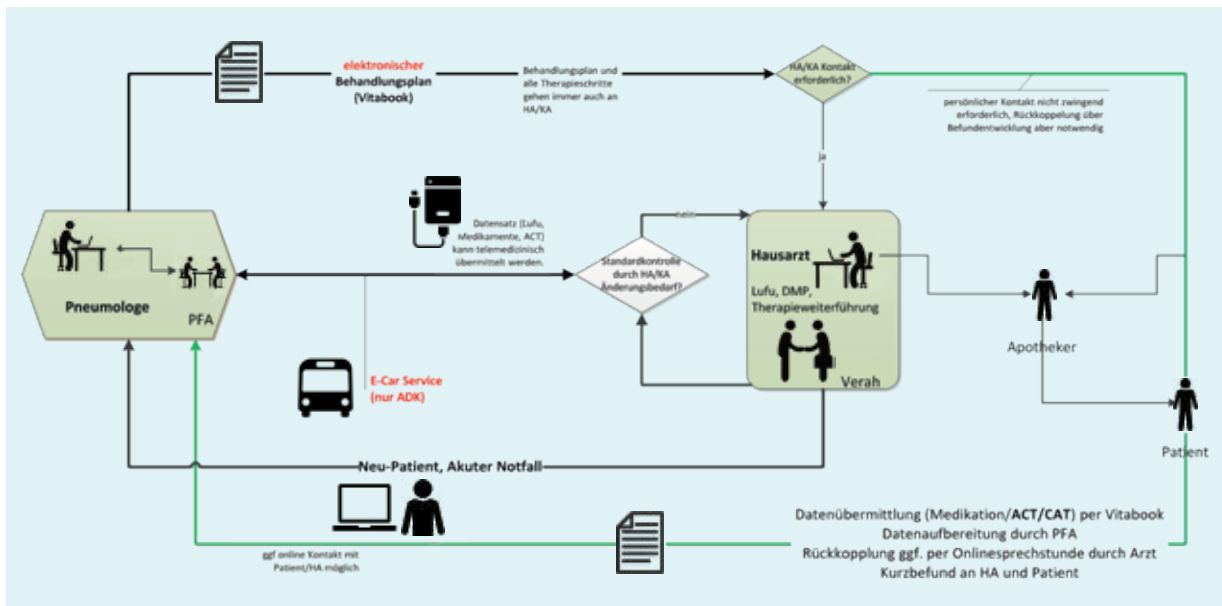 elektronischer
Behandlungsplan
(Vitabook)
Behandlungsplan und
alle Therapieschritte
gehen immer auch an
HA/KA
HA/KA Kontakt
erforderlich?
persönlicher Kontakt nicht zwingend
erforderlich, Rückkoppelung über
Befundentwicklung aber notwendig
ja
Datensatz (Lufu,
Medikamente, ACT)
kann telemedizinisch
übermittelt werden.
nein
Standardkontrolle
durch HA/KA
Änderungsbedarf?
Hausarzt
Lufu, DMP,
Therapieweiterführung
Verah
Pneumologe
PFA
Apotheker
E-Car Service
(nur ADK)
Patient
Neu-Patient, Akuter Notfall
ggf online Kontakt mit
Patient/HA möglich
Datenübermittlung (Medikation/ACT/CAT) per Vitabook
Datenaufbereitung durch PFA
Rückkopplung ggf. per Onlinesprechstunde durch Arzt
Kurzbefund an HA und Patient